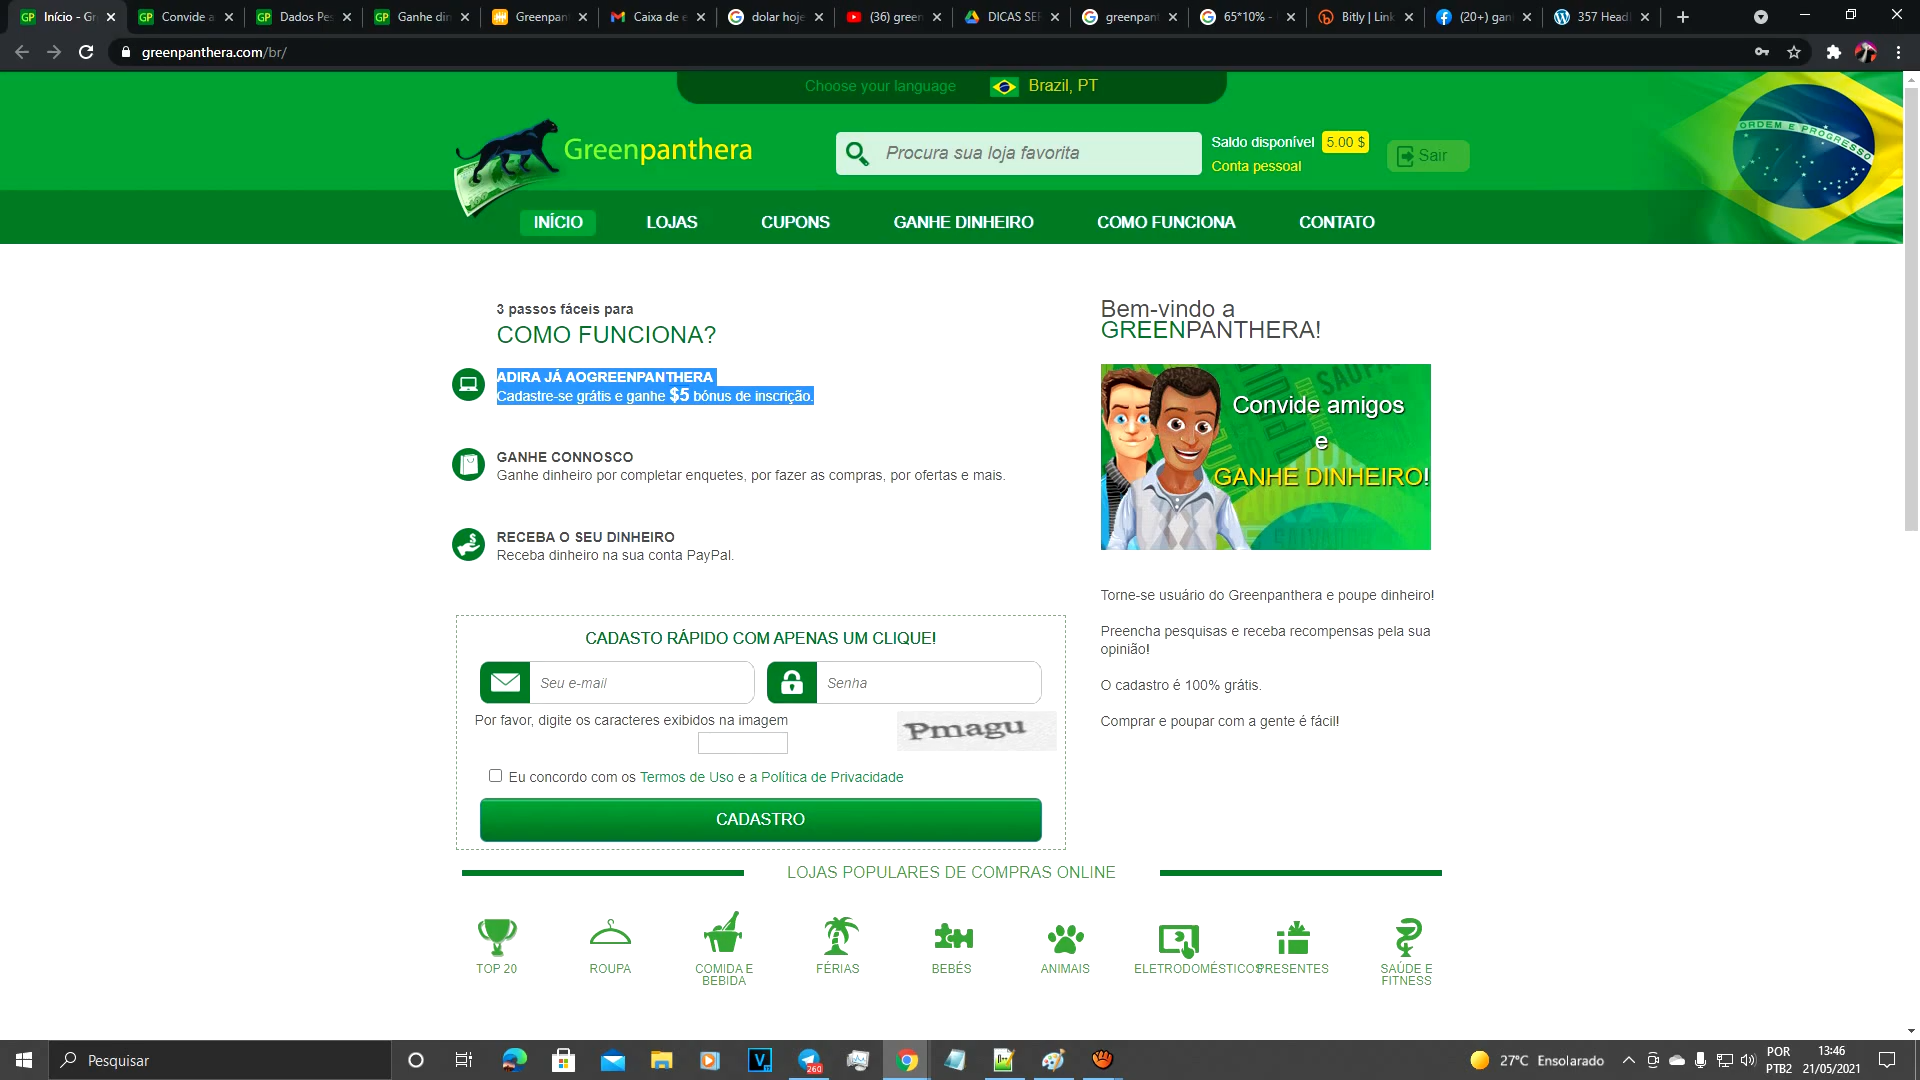 Início - Gr
Convide a
Dados Pes
Ganhe din
Greenpan
Caixa de e
dolar hoje
(36) green
DICAS SEF
greenpant
65*10% -
Bitly | Link
(20+) gan
357 Head
greenpanthera.com/br/
Choose your language
Brazil, PT
Greenpanthera
Procura sua loja favorita
Saldo disponível 5.00 $
Conta pessoal
Sair
ORDEM E PROGRESSO
INÍCIO
LOJAS
CUPONS
GANHE DINHEIRO
COMO FUNCIONA
CONTATO
3 passos fáceis para
COMO FUNCIONA?
ADIRA JÁ AOGREENPANTHERA
Cadastre-se grátis e ganhe $5 bónus de inscrição.
GANHE CONNOSCO
Ganhe dinheiro por completar enquetes, por fazer as compras, por ofertas e mais.
RECEBA O SEU DINHEIRO
Receba dinheiro na sua conta PayPal.
Bem-vindo a
GREENPANTHERA!
Convide amigos
e
GANHE DINHEIRO!
Torne-se usuário do Greenpanthera e poupe dinheiro!
Preencha pesquisas e receba recompensas pela sua
opinião!
O cadastro é 100% grátis.
Comprar e poupar com a gente é fácil!
CADASTO RÁPIDO COM APENAS UM CLIQUE!
Seu e-mail
Senha
Por favor, digite os caracteres exibidos na imagem
Pmagu
Eu concordo com os Termos de Uso e a Política de Privacidade
CADASTRO
LOJAS POPULARES DE COMPRAS ONLINE
TOP 20
ROUPA
COMIDA E
BEBIDA
FÉRIAS
BEBÉS
ANIMAIS
ELETRODOMÉSTICOS
PRESENTES
SAÚDE E
FITNESS
Pesquisar
260
27°C Ensolarado
POR
PTB2
13:46
21/05/2021